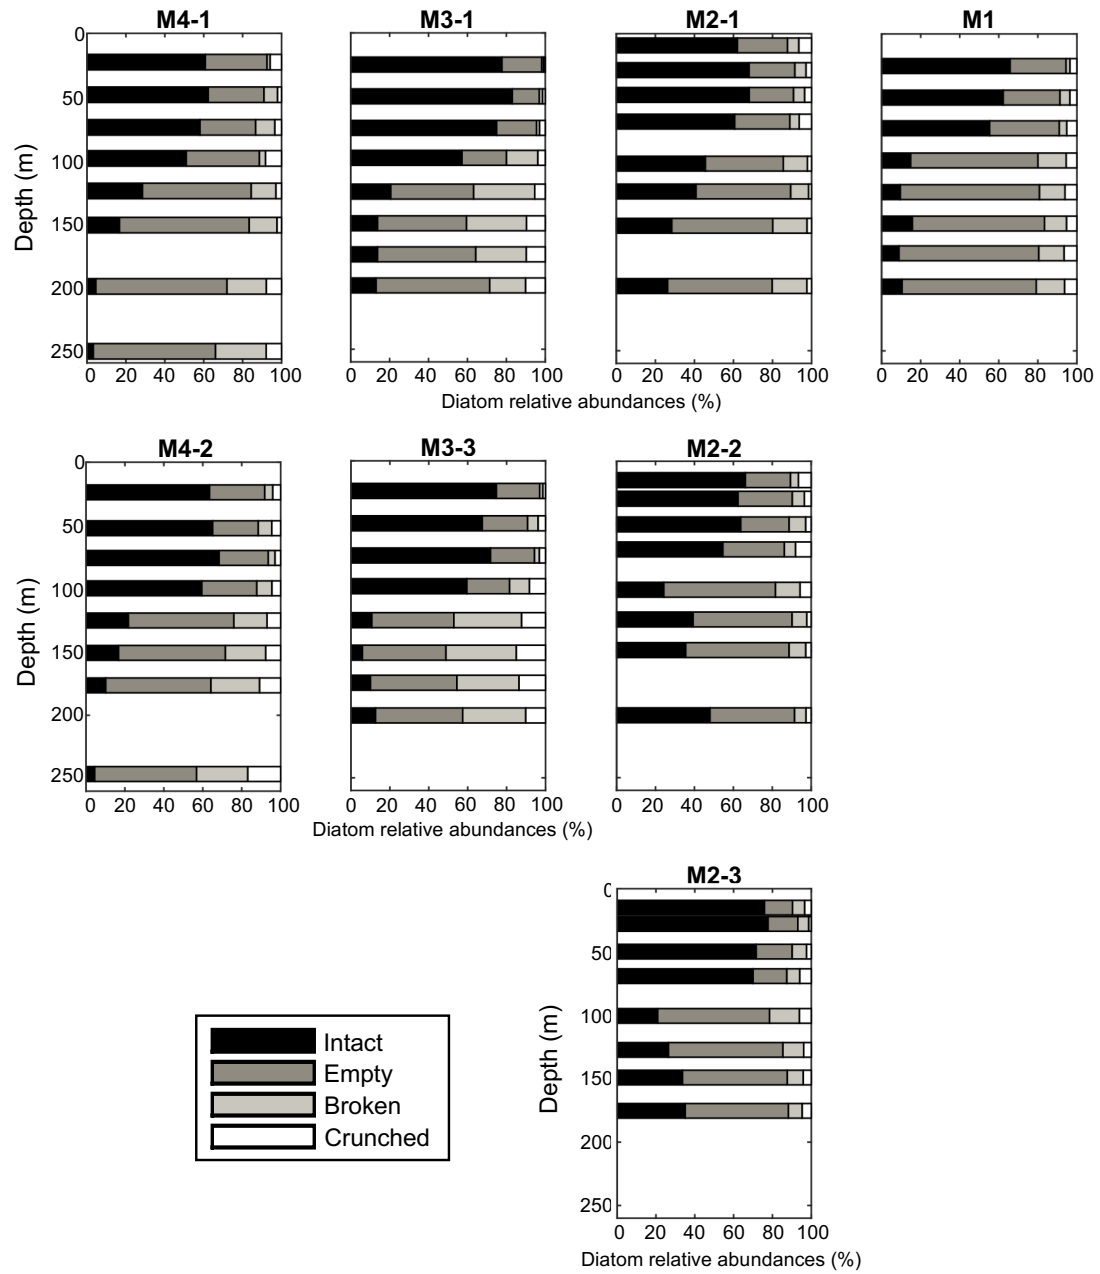 M4-1 M3-1 M2-1 M1
0
50
100
150
200
250
Depth (m)
0 20 40 60 80 100 0 20 40 60 80 100 0 20 40 60 80 100 0 20 40 60 80 100
Diatom relative abundances (%)
M4-2 M3-3 M2-2
0
50
100
150
200
250
Depth (m)
0 20 40 60 80 100 0 20 40 60 80 100 0 20 40 60 80 100
Diatom relative abundances (%)
M2-3
0
50
100
150
200
250
Depth (m)
0 20 40 60 80 100
Diatom relative abundances (%)
Intact
Empty
Broken
Crunched